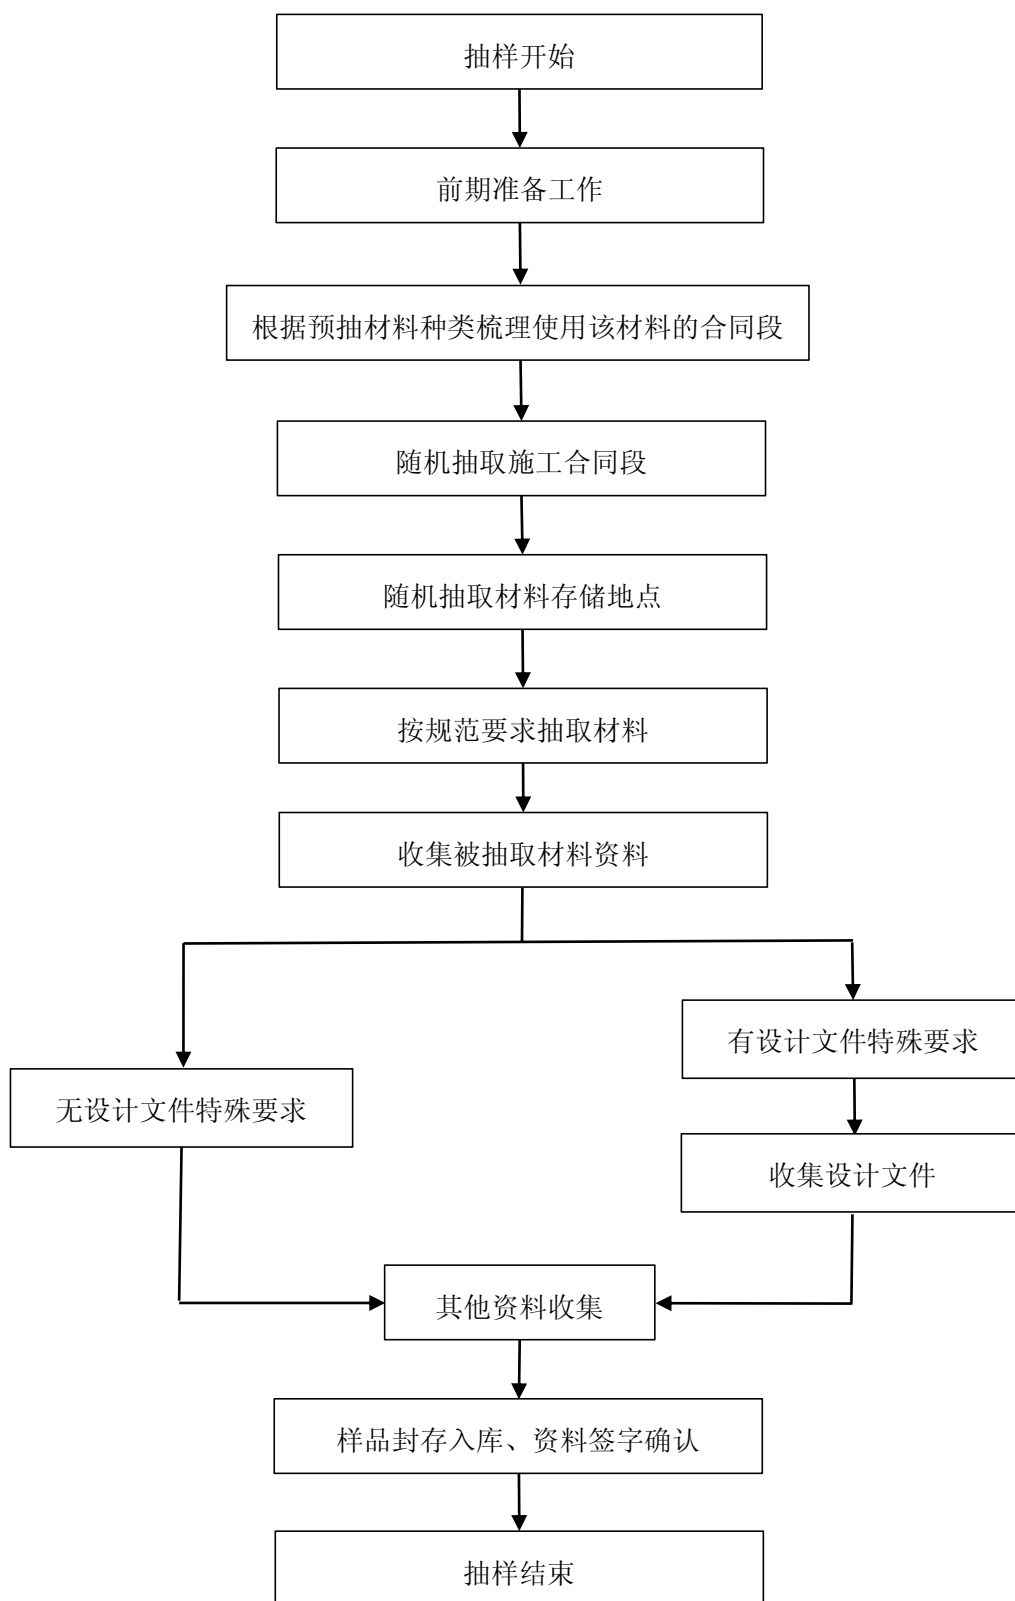 抽样开始
前期准备工作
根据预抽材料种类梳理使用该材料的合同段
随机抽取施工合同段
随机抽取材料存储地点
按规范要求抽取材料
收集被抽取材料资料
有设计文件特殊要求
无设计文件特殊要求
收集设计文件
其他资料收集
样品封存入库、资料签字确认
抽样结束